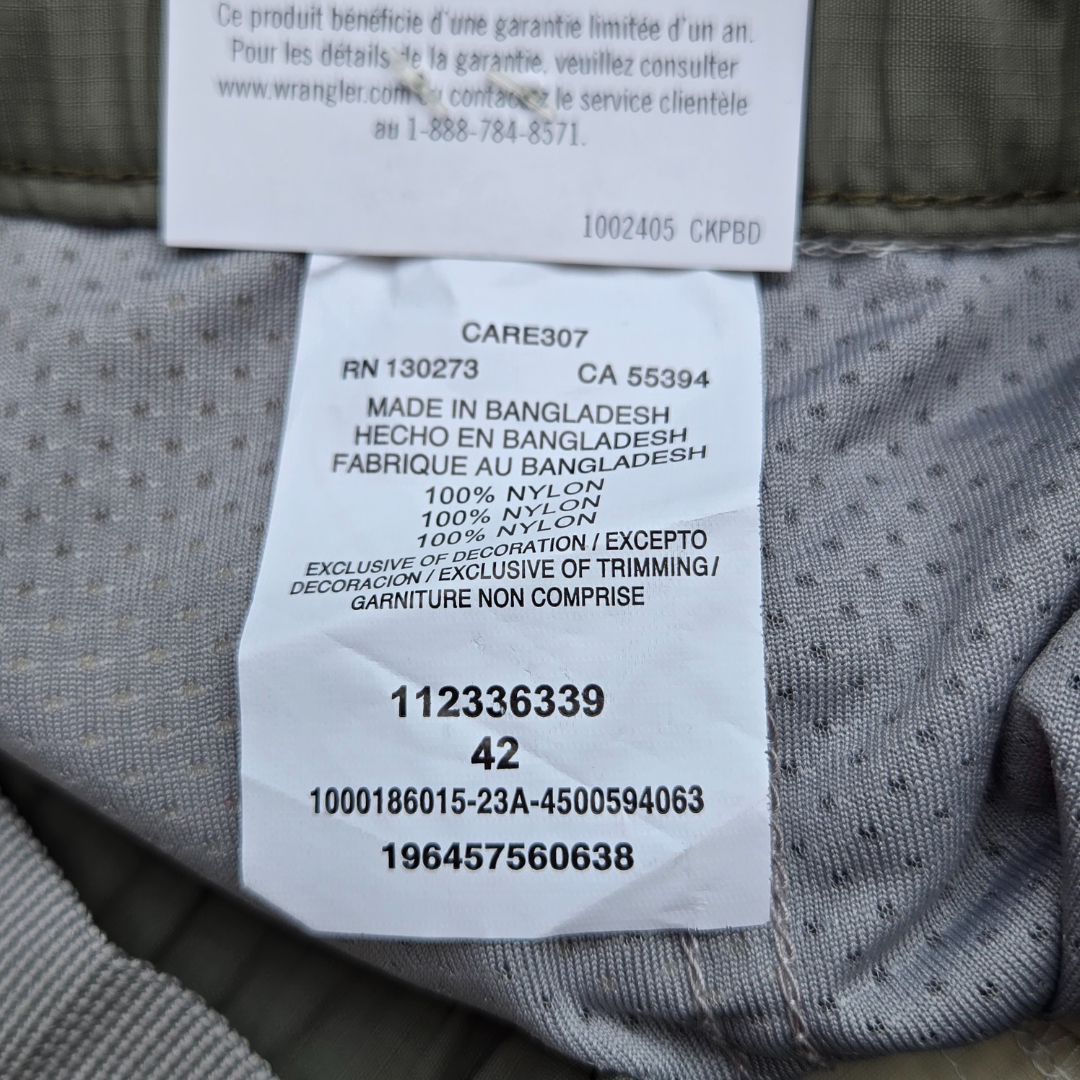 Ce produit bénéficie d'une garantie limitée d'un an.
Pour les détails de la garantie, veuillez consulter
www.wrangler.com ou contactez le service clientèle
au 1-888-784-8571.
1002405 CKPBD
CARE307
RN 130273 CA 55394
MADE IN BANGLADESH
HECHO EN BANGLADESH
FABRIQUE AU BANGLADESH
100% NYLON
100% NYLON
100% NYLON
EXCLUSIVE OF DECORATION / EXCEPTO
DECORACION / EXCLUSIVE OF TRIMMING /
GARNITURE NON COMPRISE
112336339
42
1000186015-23A-4500594063
196457560638